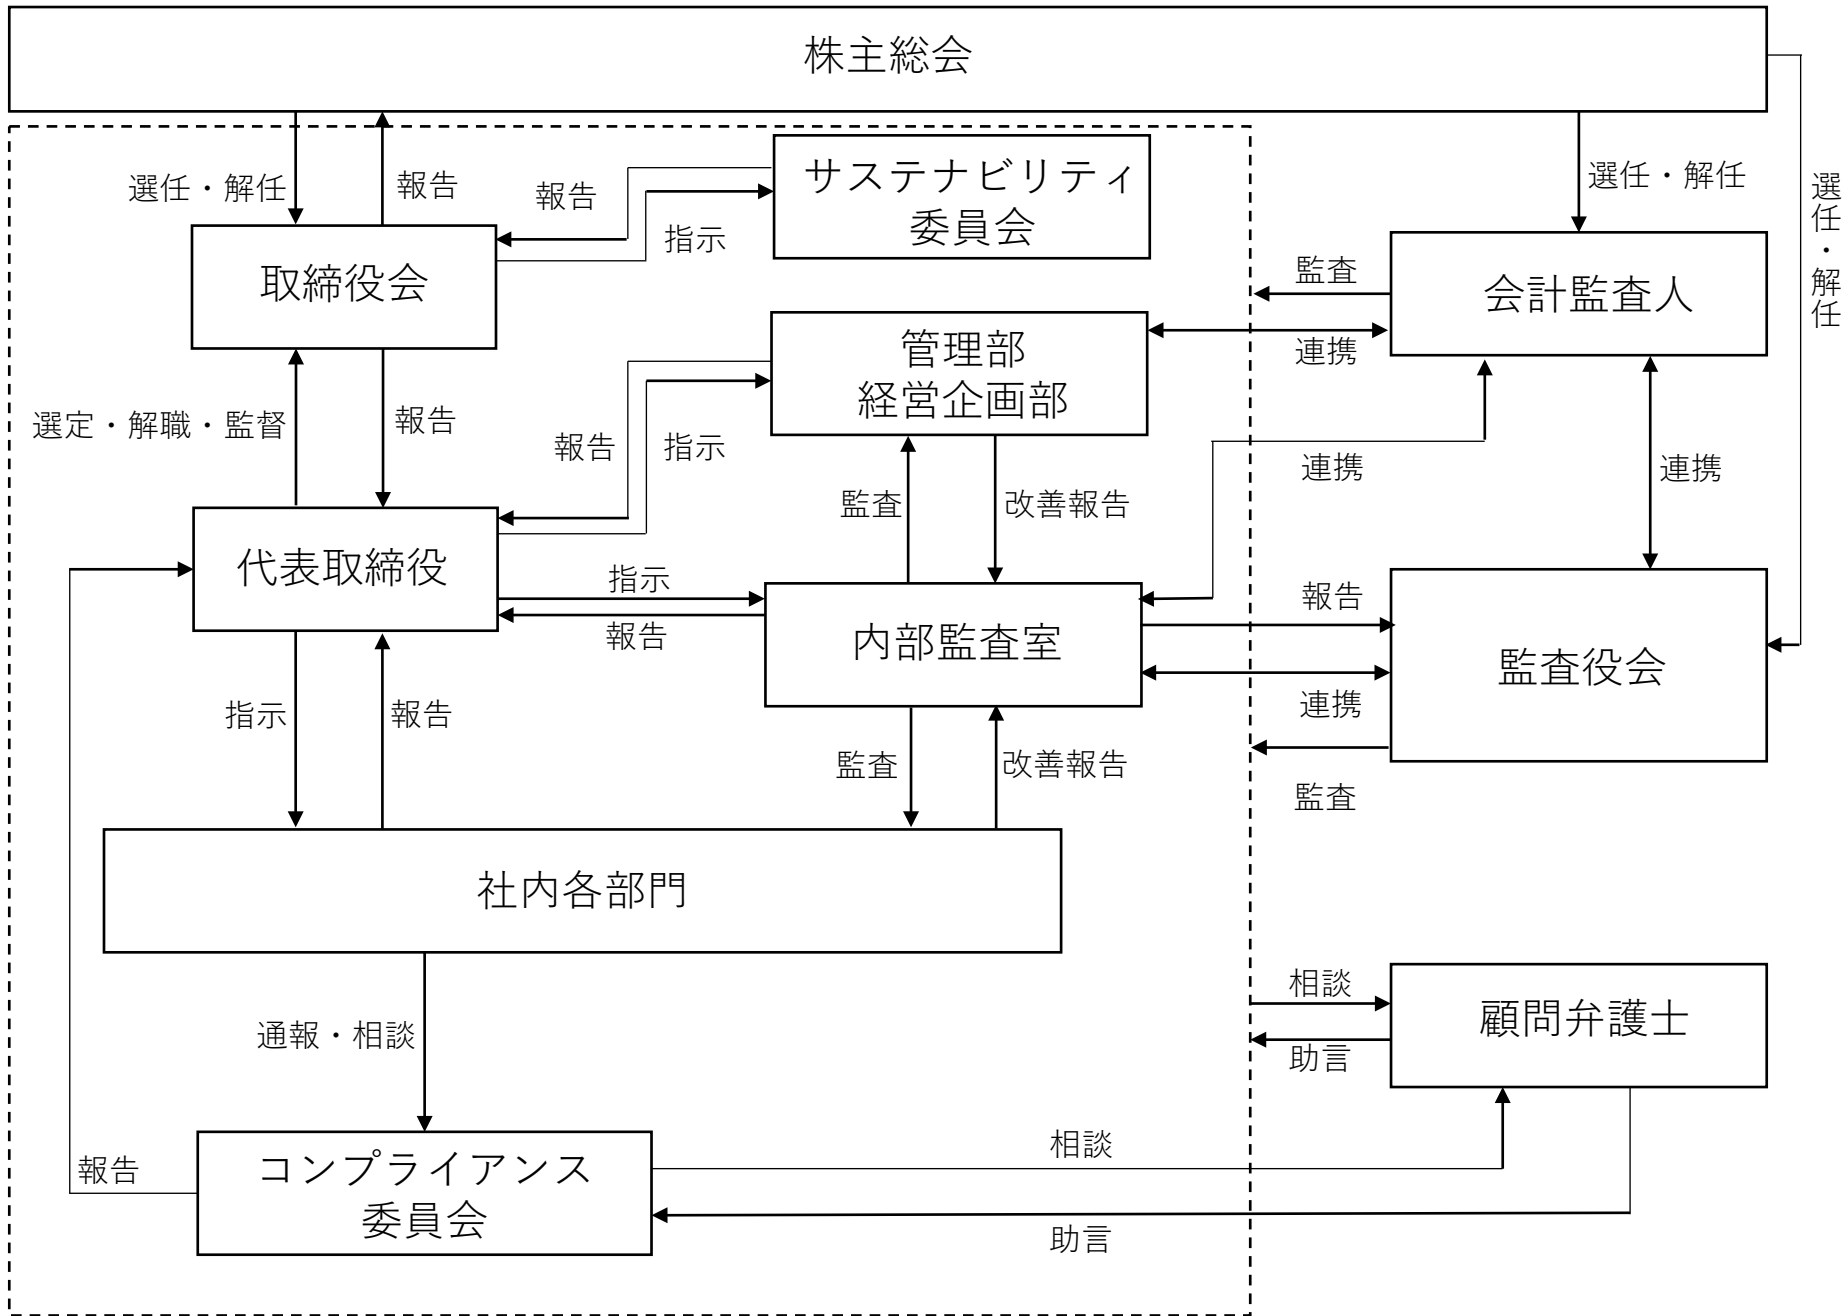 株主総会
選任・解任
報告
報告
指示
サステナビリティ
委員会
選任・解任
選任・解任
取締役会
監査
会計監査人
連携
管理部
経営企画部
選定・解職・監督
報告
報告
指示
監査
改善報告
連携
連携
代表取締役
指示
報告
内部監査室
報告
連携
監査役会
監査
指示
報告
監査
改善報告
社内各部門
相談
顧問弁護士
助言
通報・相談
報告
コンプライアンス
委員会
相談
助言